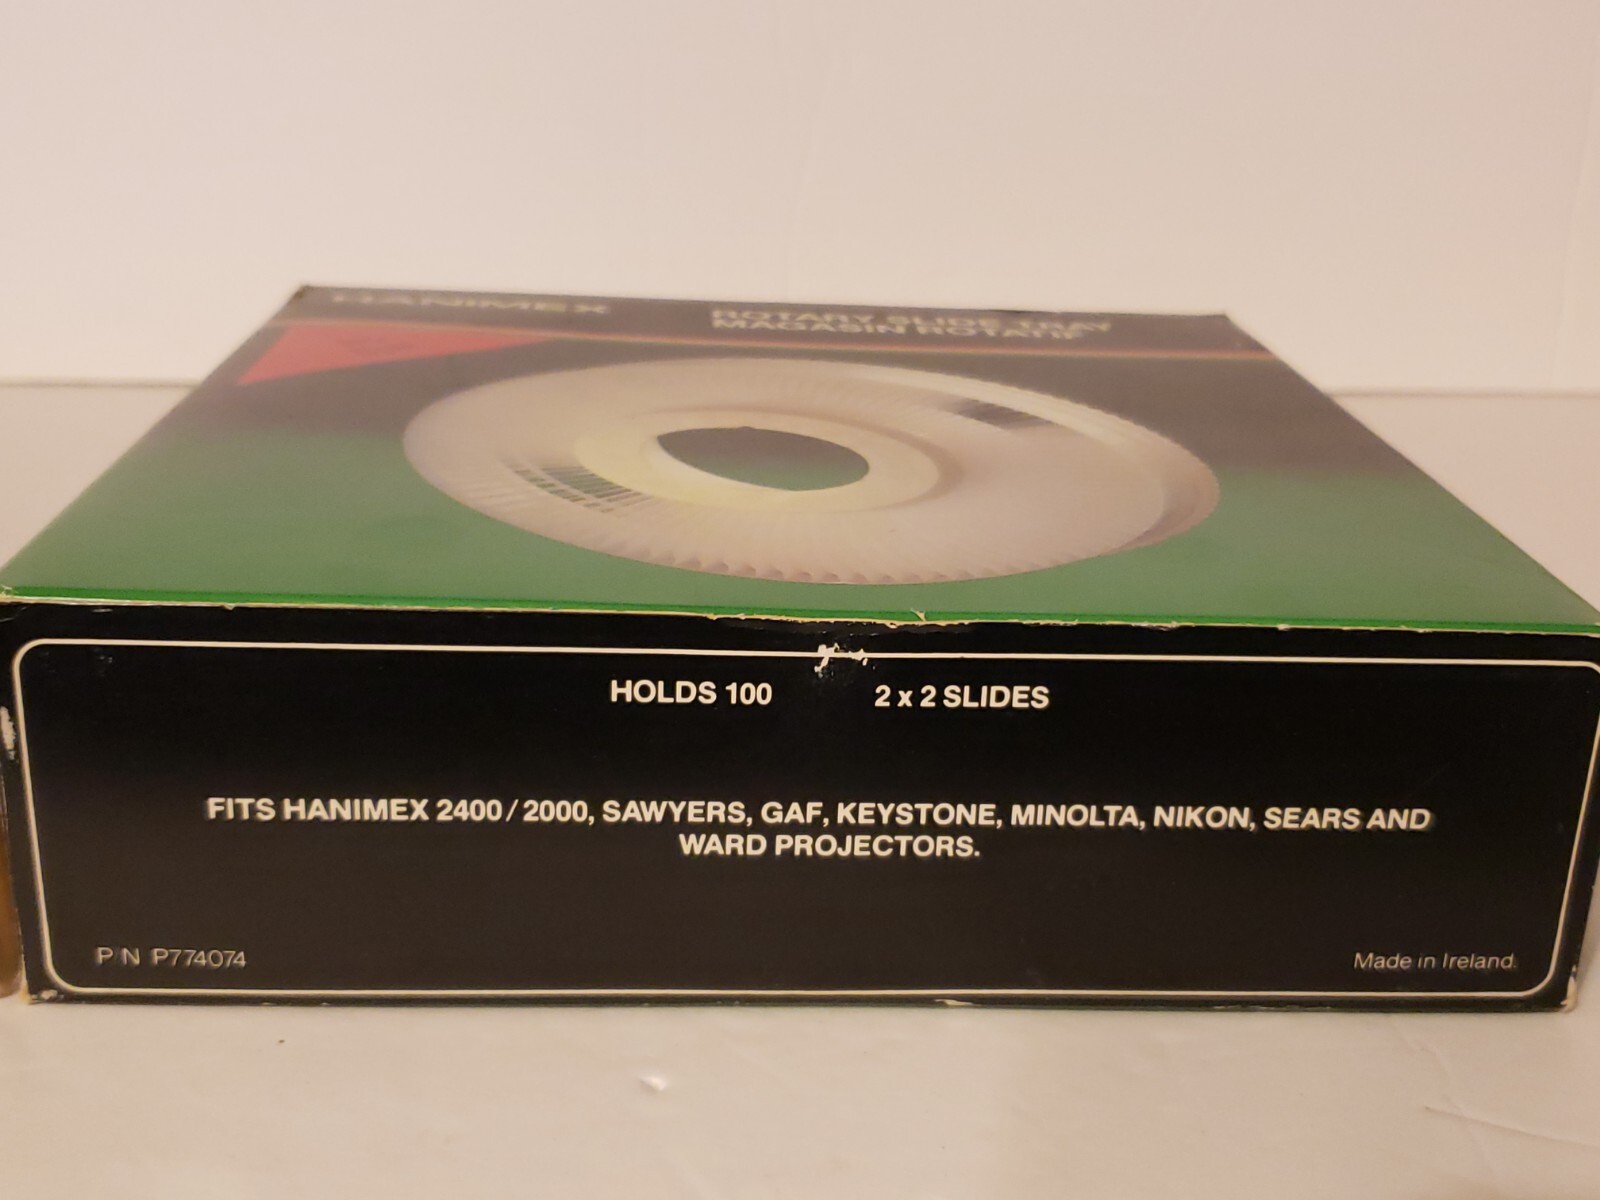 HANIMEX
ROTARY SLIDE TRAY
MAGASIN ROTATIF
HOLDS 100 2 x 2 SLIDES
FITS HANIMEX 2400/2000, SAWYERS, GAF, KEYSTONE, MINOLTA, NIKON, SEARS AND
WARD PROJECTORS.
P N P774074
Made in Ireland.